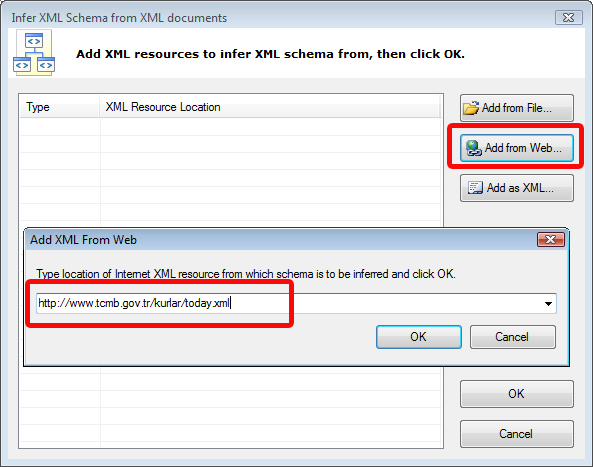 Infer XML Schema from XML documents
Add XML resources to infer XML schema from, then click OK.
Type XML Resource Location
Add from File...
Add from Web...
Add as XML...
Add XML From Web
Type location of Internet XML resource from which schema is to be inferred and click OK.
http://www.tcmb.gov.tr/kurlar/today.xml
OK Cancel
OK
Cancel